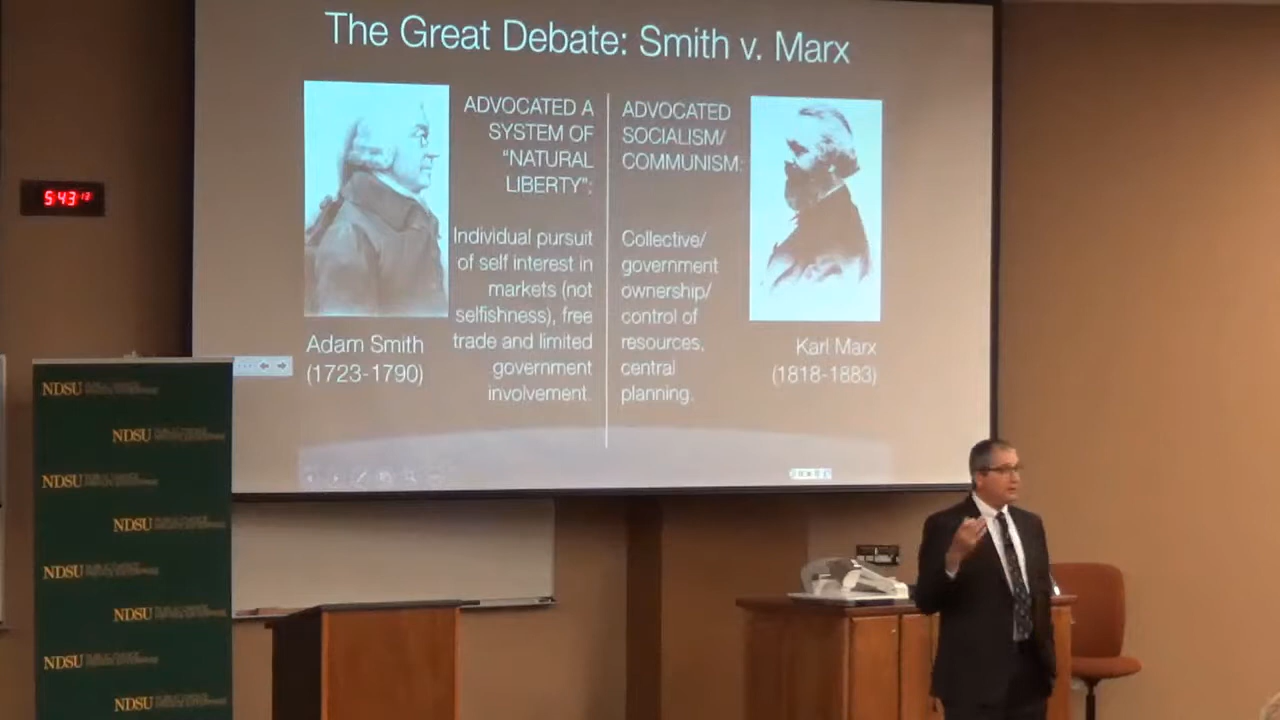 The Great Debate: Smith v. Marx
ADVOCATED A
SYSTEM OF
"NATURAL
LIBERTY":
Individual pursuit
of self interest in
markets (not
selfishness), free
trade and limited
government
involvement.
Adam Smith
(1723-1790)
ADVOCATED
SOCIALISM/
COMMUNISM:
Collective/
government
ownership/
control of
resources,
central
planning.
Karl Marx
(1818-1883)
5:43 13
NDSU
NDSU
NDSU
NDSU
NDSU
NDSU
NDSU
NDSU